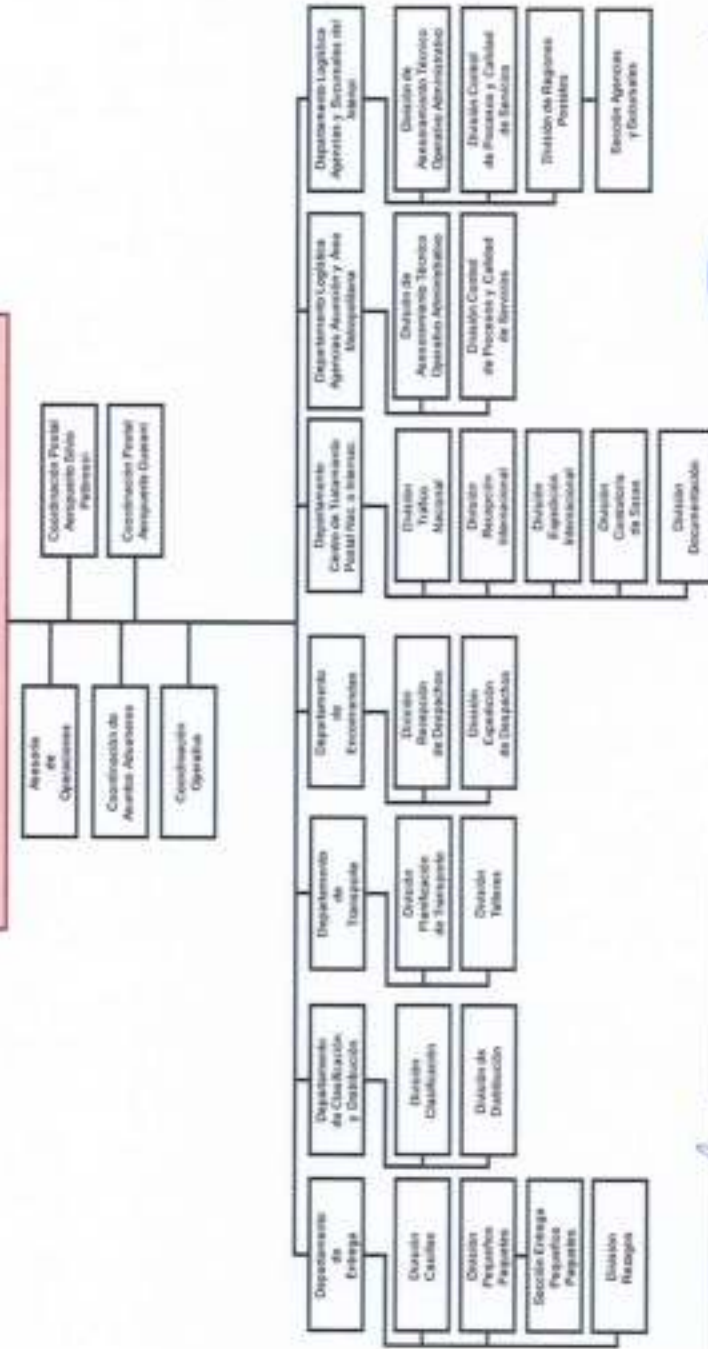 Asesoría
de
Operaciones
Coordinación de
Asuntos Aduaneros
Coordinación
Operativa
Coordinación Postal
Aeropuerto Silvio
Pettirossi
Coordinación Postal
Aeropuerto Guaraní
Departamento
de
Entrega
División
Casillas
División
Pequeños
Paquetes
Sección Entrega
Pequeños
Paquetes
División
Rezagos
Departamento
de Clasificación
y Distribución
División
Clasificación
División de
Distribución
Departamento
de
Transporte
División
Planificación
de Transporte
División
Talleres
Departamento
de
Encomiendas
División
Recepción
de Despachos
División
Expedición
de Despachos
Departamento
Centro de Tratamiento
Postal Nac. e Internac.
División
Tráfico
Nacional
División
Recepción
Internacional
División
Expedición
Internacional
División
de Sacas
División
Documentación
Departamento Logística
Agencias Asunción y Área
Metropolitana
División de
Asesoramiento Técnico
Operativo Administrativo
División Control
de Procesos y Calidad
de Servicios
Departamento Logística
Agencias y Sucursales del
Interior
División de
Asesoramiento Técnico
Operativo Administrativo
División Control
de Procesos y Calidad
de Servicios
División de Regiones
Postales
Sección Agencias
y Sucursales